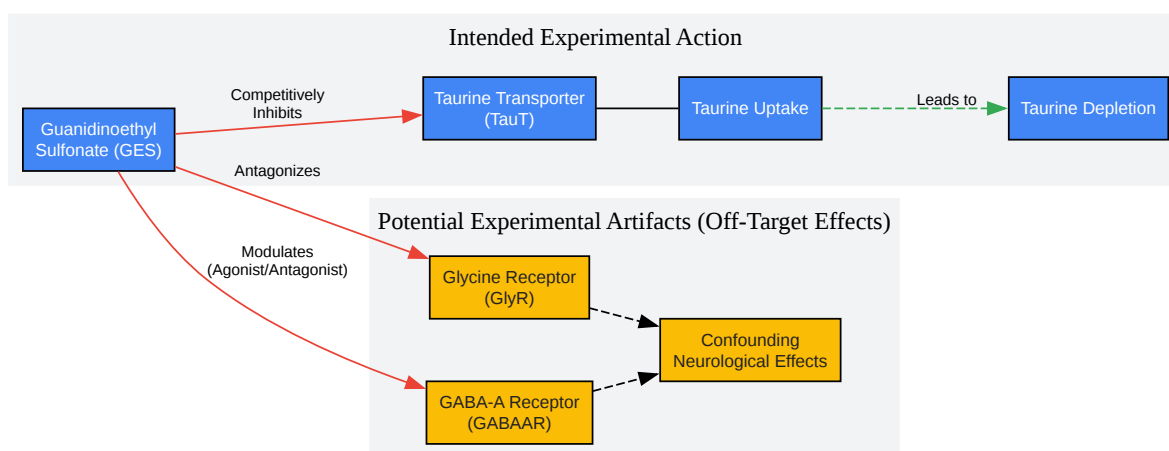 Intended Experimental Action
Competitively
Inhibits
Guanidinoethyl
Sulfonate (GES)
Taurine Transporter
(TauT)
Taurine Uptake
Leads to
Taurine Depletion
Antagonizes
Potential Experimental Artifacts (Off-Target Effects)
Modulates
(Agonist/Antagonist)
Glycine Receptor
(GlyR)
Confounding
Neurological Effects
GABA-A Receptor
(GABAAR)